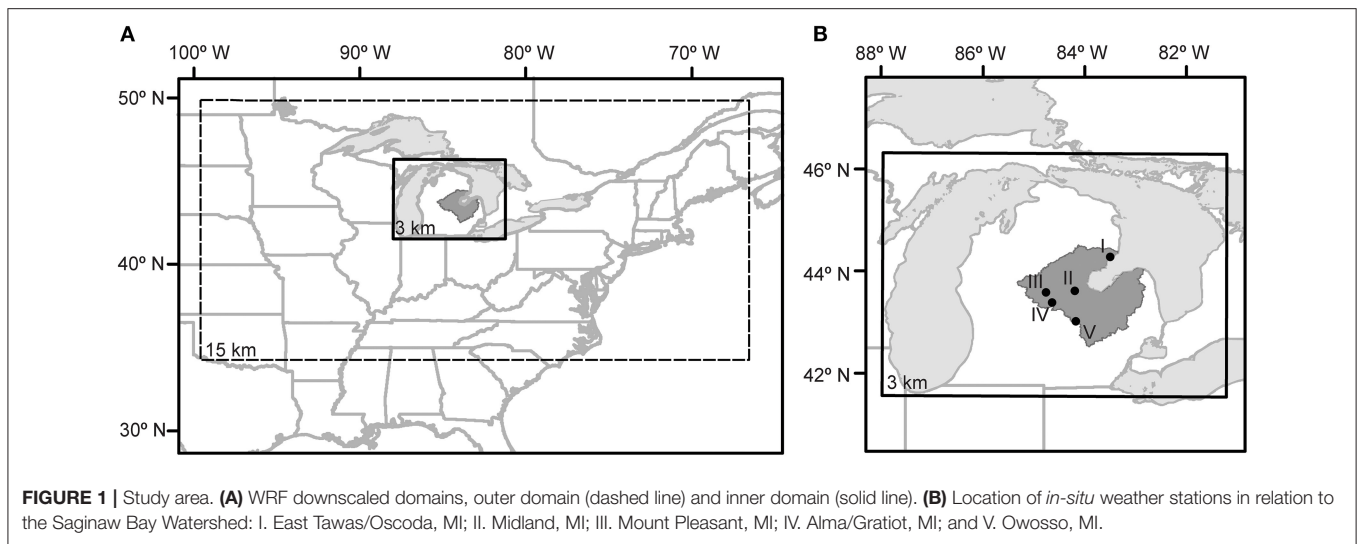 A
100º W 90º W 80º W 70º W
50º N
40º N
30º N
3 km
15 km
B
88º W 86º W 84º W 82º W
46º N
44º N
42º N
I
II
III
IV
V
3 km
FIGURE 1 | Study area. (A) WRF downscaled domains, outer domain (dashed line) and inner domain (solid line). (B) Location of in-situ weather stations in relation to
the Saginaw Bay Watershed: I. East Tawas/Oscoda, MI; II. Midland, MI; III. Mount Pleasant, MI; IV. Alma/Gratiot, MI; and V. Owosso, MI.